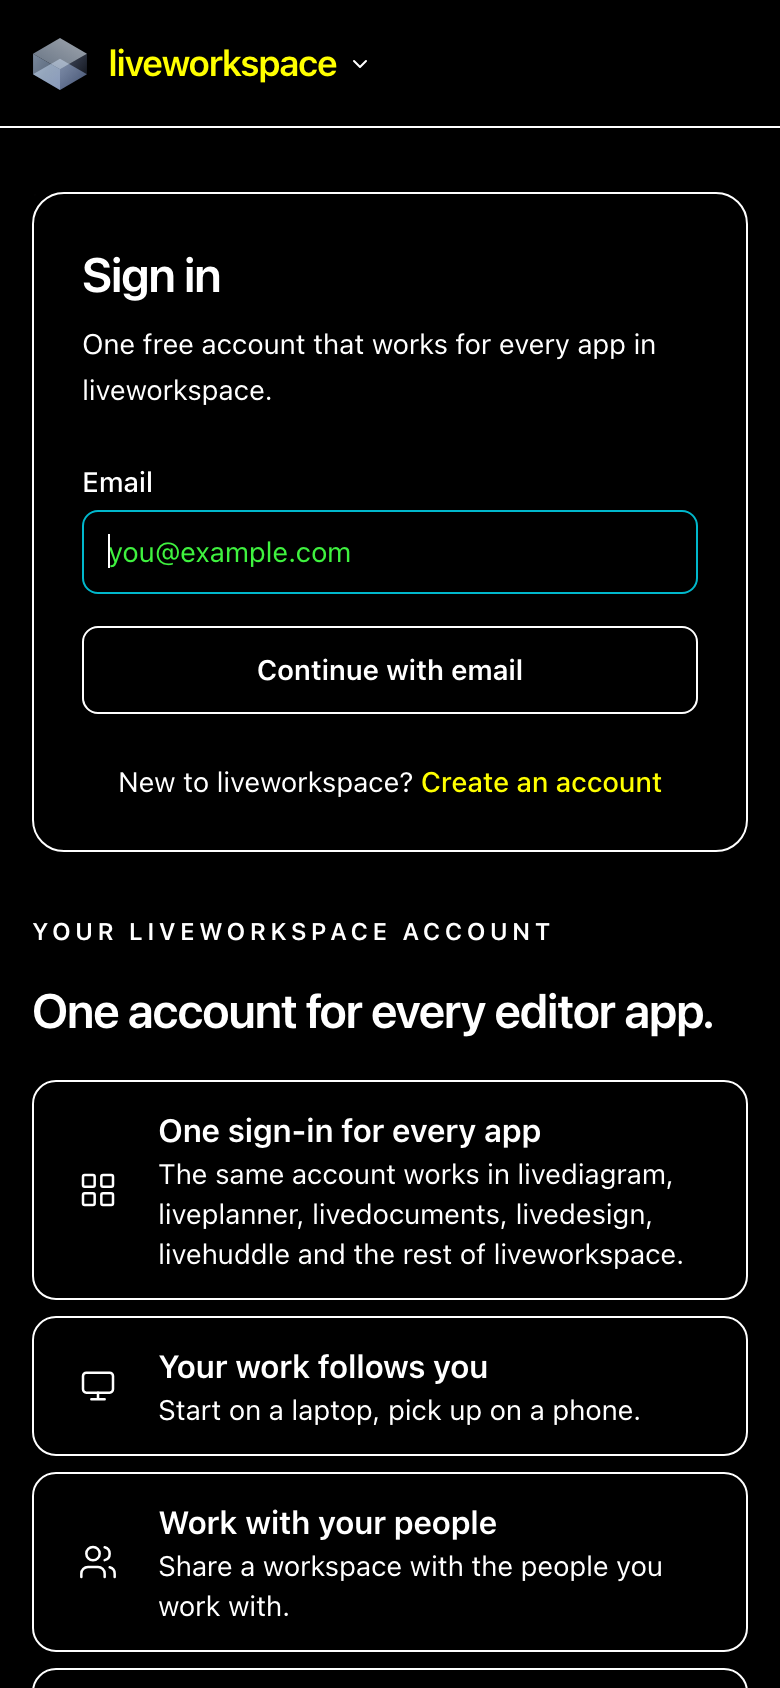 liveworkspace
Sign in
One free account that works for every app in
liveworkspace.
Email
you@example.com
Continue with email
New to liveworkspace? Create an account
YOUR LIVEWORKSPACE ACCOUNT
One account for every editor app.
One sign-in for every app
The same account works in livediagram,
liveplanner, livedocuments, livedesign,
livehuddle and the rest of liveworkspace.
Your work follows you
Start on a laptop, pick up on a phone.
Work with your people
Share a workspace with the people you
work with.